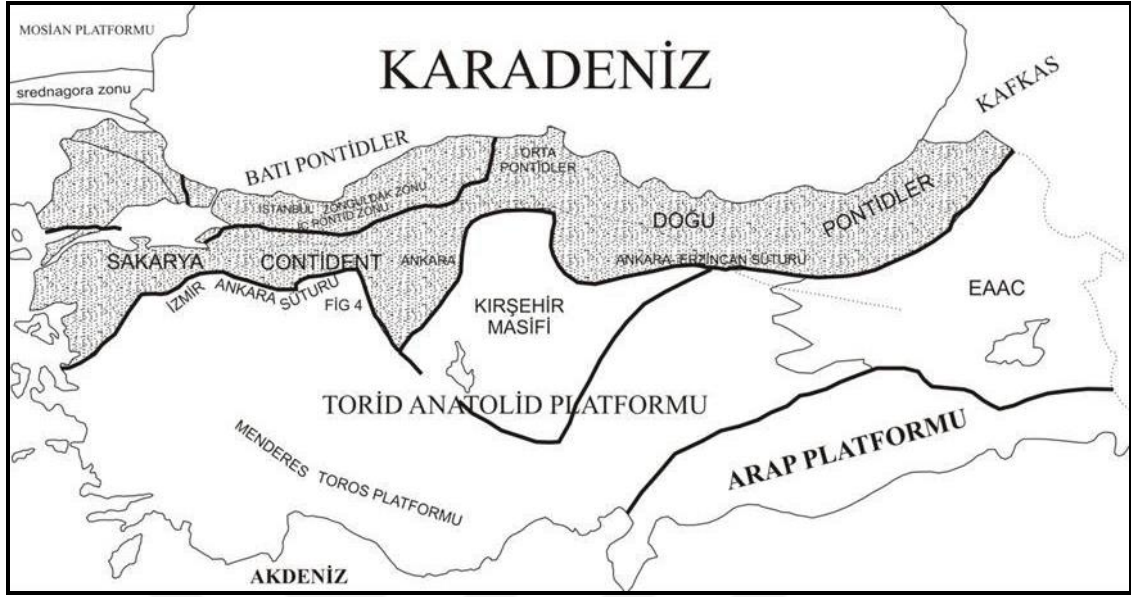 MOSİAN PLATFORMU
srednagora zonu
KARADENİZ
KAFKAS
BATI PONTİDLER
ORTA
PONTİDLER
İSTANBUL ZONGULDAK ZONU
İÇ PONTİD ZONU
DOĞU
PONTİDLER
SAKARYA
CONTİDENT
ANKARA
ANKARA- ERZİNCAN SÜTURU
İZMİR ANKARA SÜTURU
FİG 4
KIRŞEHİR
MASİFİ
EAAC
TORİD ANATOLİD PLATFORMU
MENDERES TOROS PLATFORMU
ARAP PLATFORMU
AKDENİZ